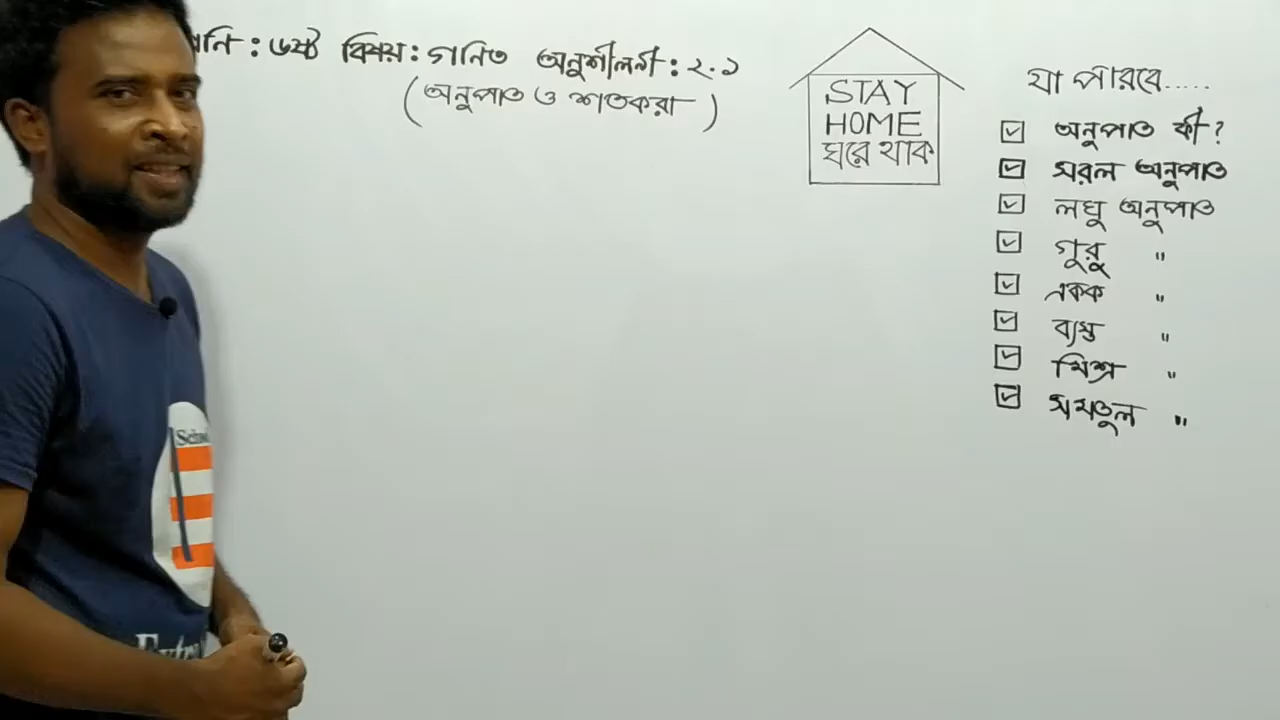 শ্রেনি : ৬ষ্ঠ বিষয় : গনিত অনুশীলনী : ২.১
(অনুপাত ও শতকরা)
STAY
HOME
ঘরে থাক
যা পারবে.....
অনুপাত কী ?
সরল অনুপাত
লঘু অনুপাত
গুরু "
একক "
ব্যস্ত "
মিশ্র "
সমতুল "